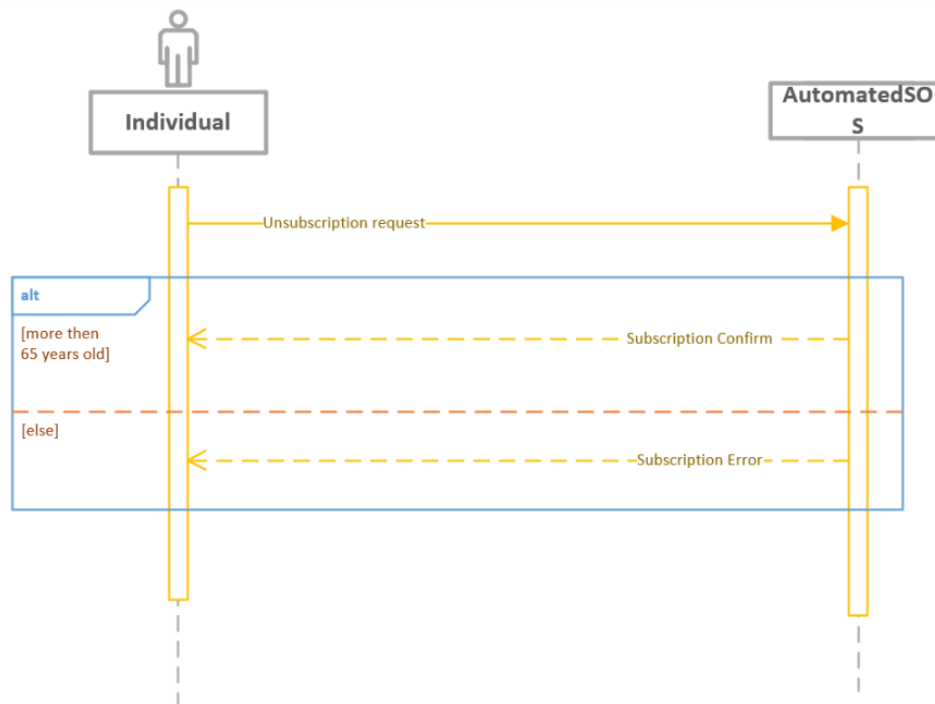 Individual
AutomatedSO
S
Unsubscription request
alt
[more then
65 years old]
Subscription Confirm
[else]
Subscription Error